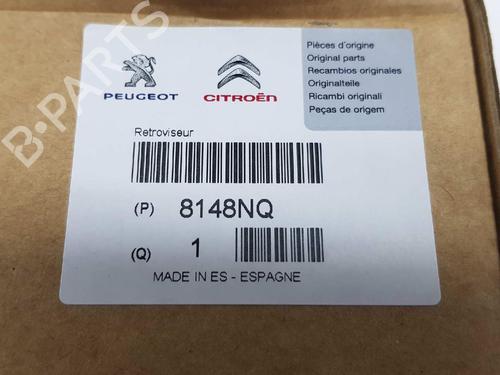 PEUGEOT
CITROËN
Pièces d'origine
Original parts
Recambios originales
Originalteile
Ricambi originali
Peças de origem
Retroviseur
(P) 8148NQ
(Q) 1
MADE IN ES - ESPAGNE
B-PARTS
B-PARTS